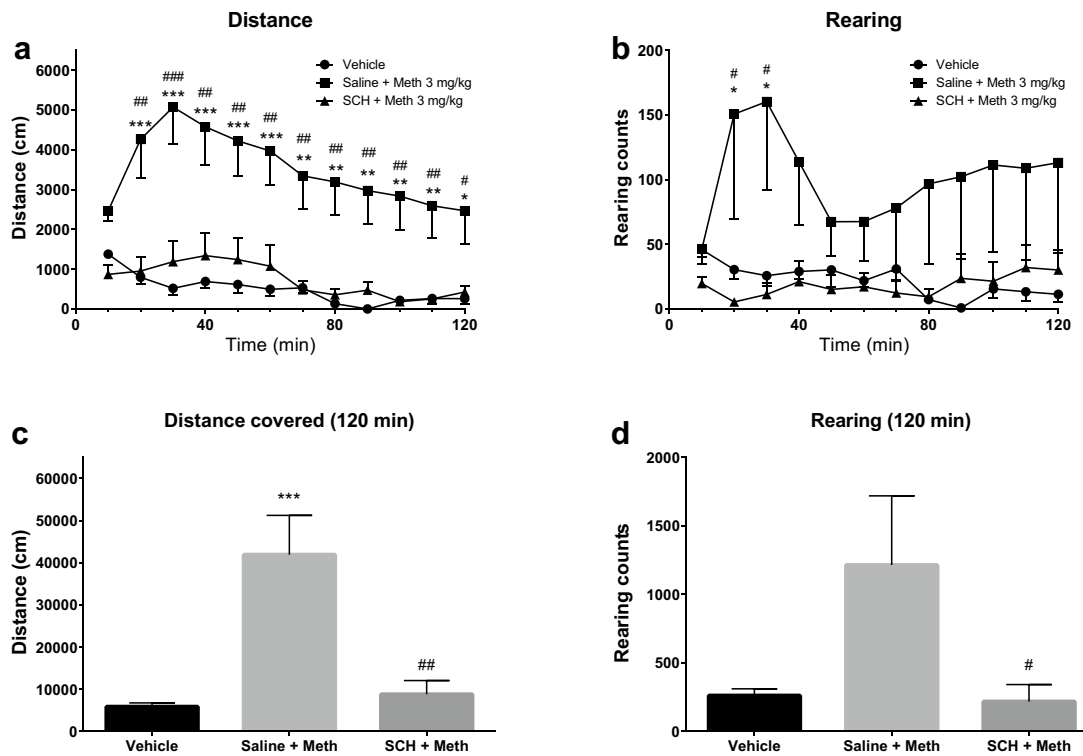 Distance
a
Vehicle
Saline + Meth 3 mg/kg
SCH + Meth 3 mg/kg
6000
5000
4000
3000
2000
1000
0
Distance (cm)
## ### ## ## ## ## ## ## ## ## #
*** *** *** *** *** ** ** ** ** ** *
0 40 80 120
Time (min)
Rearing
b
Vehicle
Saline + Meth 3 mg/kg
SCH + Meth 3 mg/kg
200
150
100
50
0
Rearing counts
# #
* *
0 40 80 120
Time (min)
c
Distance covered (120 min)
60000
50000
40000
30000
20000
10000
0
Distance (cm)
***
##
Vehicle Saline + Meth SCH + Meth
d
Rearing (120 min)
2000
1500
1000
500
0
Rearing counts
#
Vehicle Saline + Meth SCH + Meth